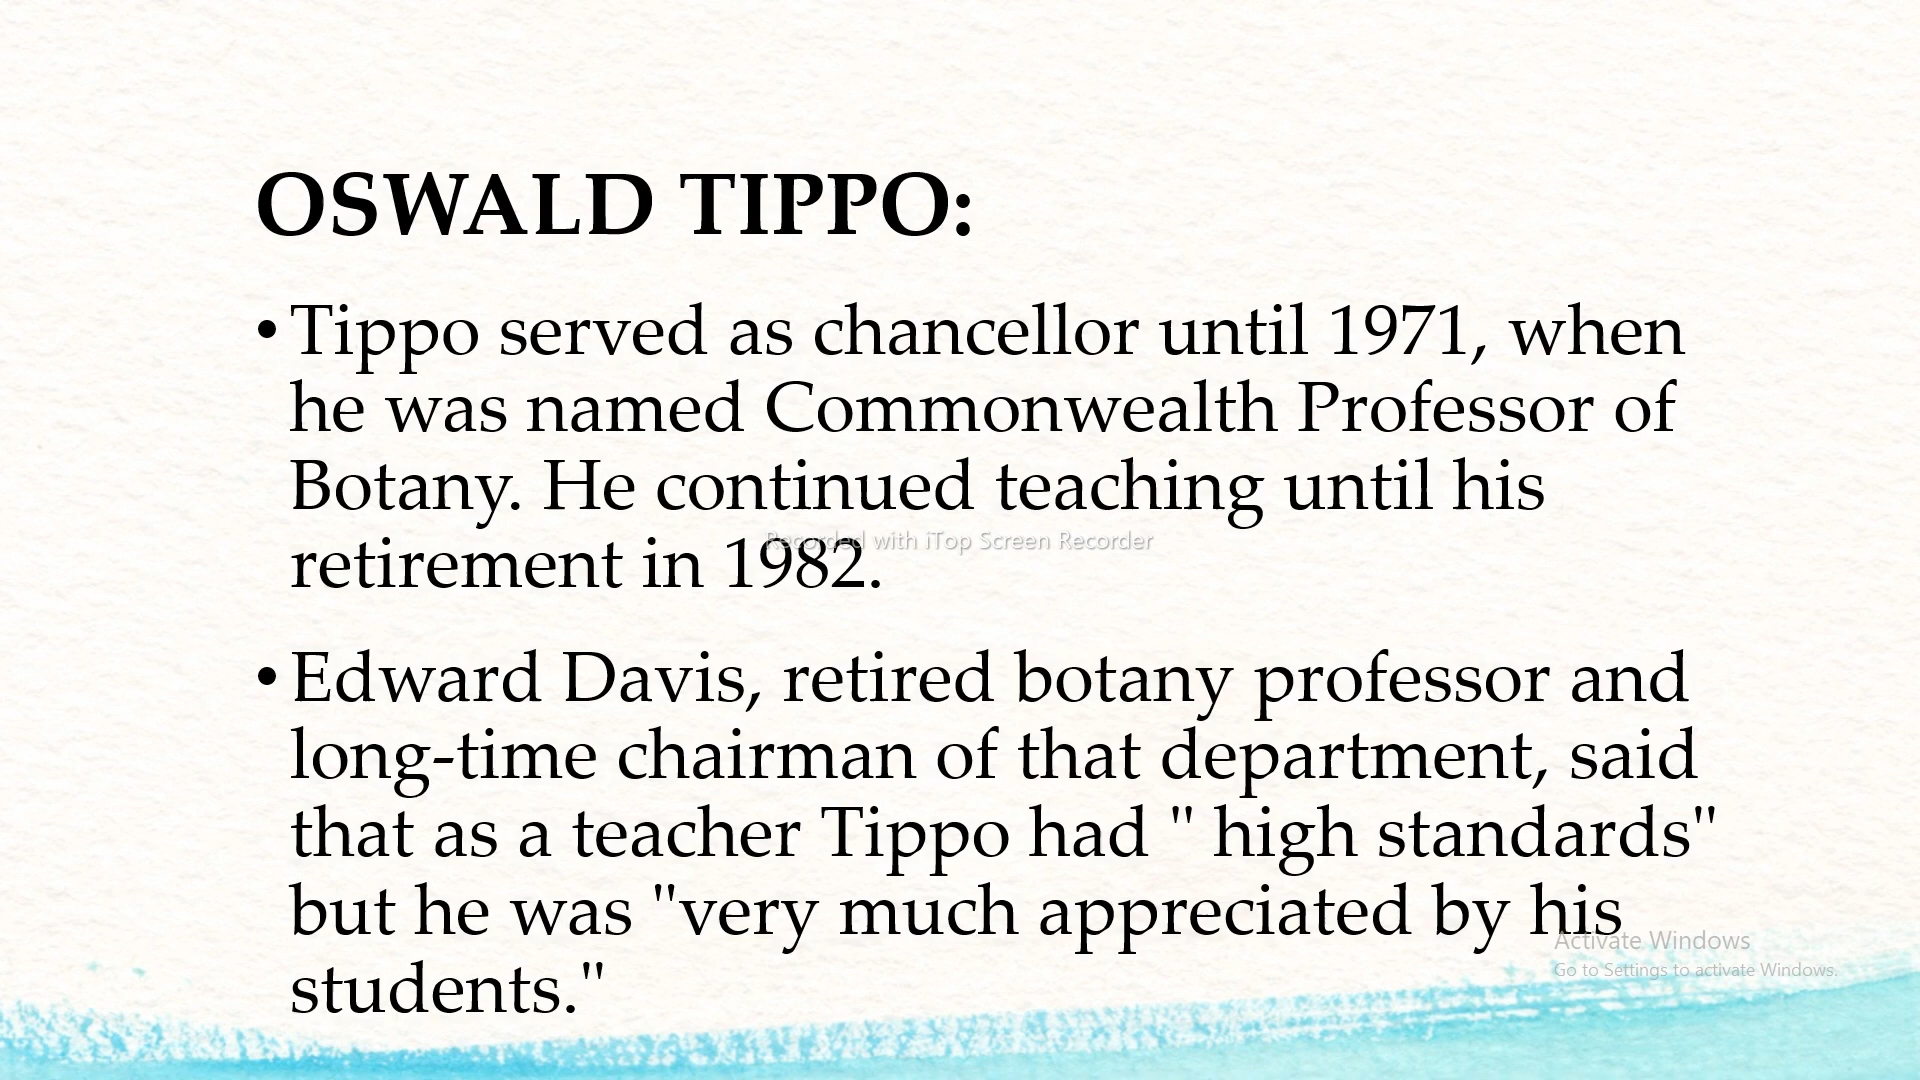 OSWALD TIPPO:
• Tippo served as chancellor until 1971, when
he was named Commonwealth Professor of
Botany. He continued teaching until his
Recorded with iTop Screen Recorder
retirement in 1982.
• Edward Davis, retired botany professor and
long-time chairman of that department, said
that as a teacher Tippo had " high standards"
but he was "very much appreciated by his
Activate Windows
Go to Settings to activate Windows.
students."